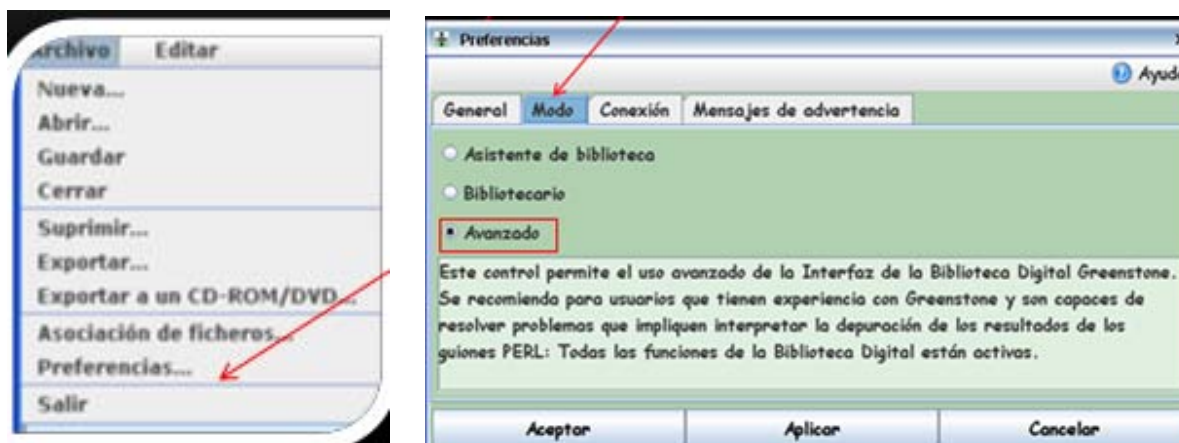 Archivo Editar
Nueva...
Abrir...
Guardar
Cerrar
Suprimir...
Exportar...
Exportar a un CD-ROM/DVD...
Asociación de ficheros...
Preferencias...
Salir
Preferencias
Ayuda
General Modo Conexión Mensajes de advertencia
Asistente de biblioteca
Bibliotecario
Avanzado
Este control permite el uso avanzado de la Interfaz de la Biblioteca Digital Greenstone.
Se recomienda para usuarios que tienen experiencia con Greenstone y son capaces de
resolver problemas que impliquen interpretar la depuración de los resultados de los
guiones PERL: Todas las funciones de la Biblioteca Digital están activas.
Aceptar Aplicar Cancelar